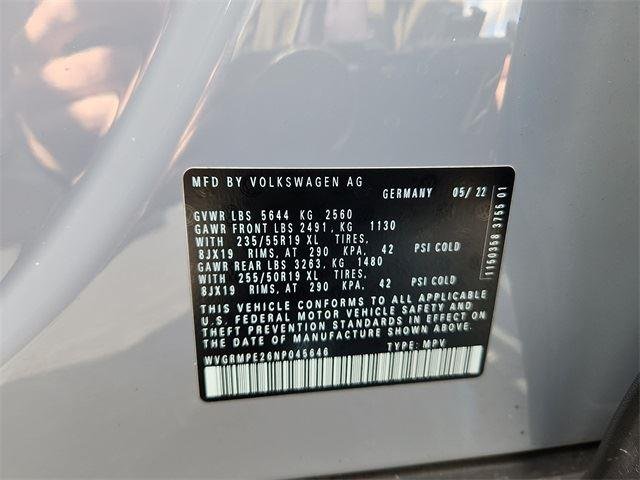 MFD BY VOLKSWAGEN AG
GERMANY 05/ 22
GVWR LBS 5644 KG 2560
GAWR FRONT LBS 2491, KG 1130
WITH 235/55R19 XL TIRES,
8JX19 RIMS, AT 290 KPA, 42 PSI COLD
GAWR REAR LBS 3263, KG 1480
WITH 255/50R19 XL TIRES,
8JX19 RIMS, AT 290 KPA, 42 PSI COLD
THIS VEHICLE CONFORMS TO ALL APPLICABLE
U.S. FEDERAL MOTOR VEHICLE SAFETY AND
THEFT PREVENTION STANDARDS IN EFFECT ON
THE DATE OF MANUFACTURE SHOWN ABOVE.
WVGRMPE26NP045646 TYPE: MPV
1150358 3755 01